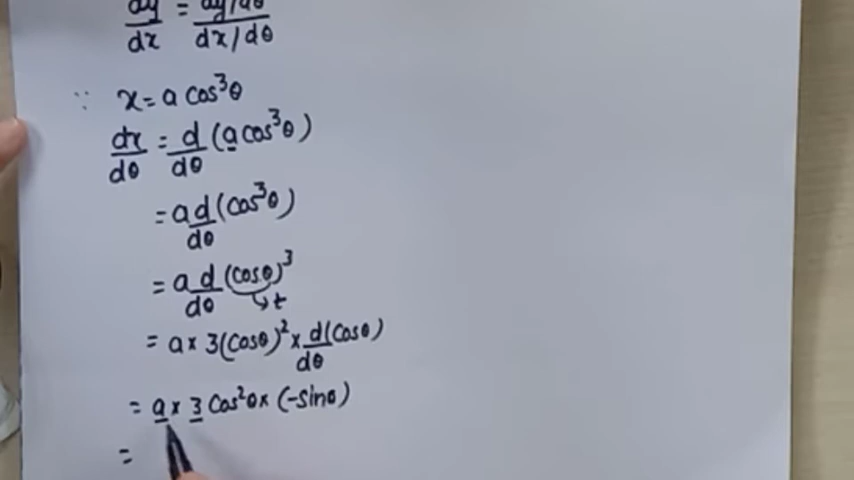 dy/dx = dy/dθ / dx/dθ
∵ x = a cos³θ
dx/dθ = d/dθ (a cos³θ)
= a d/dθ (cos³θ)
= a d/dθ (cosθ)³
↳ t
= a × 3(cosθ)² × d(cosθ)/dθ
= a × 3 cos²θ × (-sinθ)
=